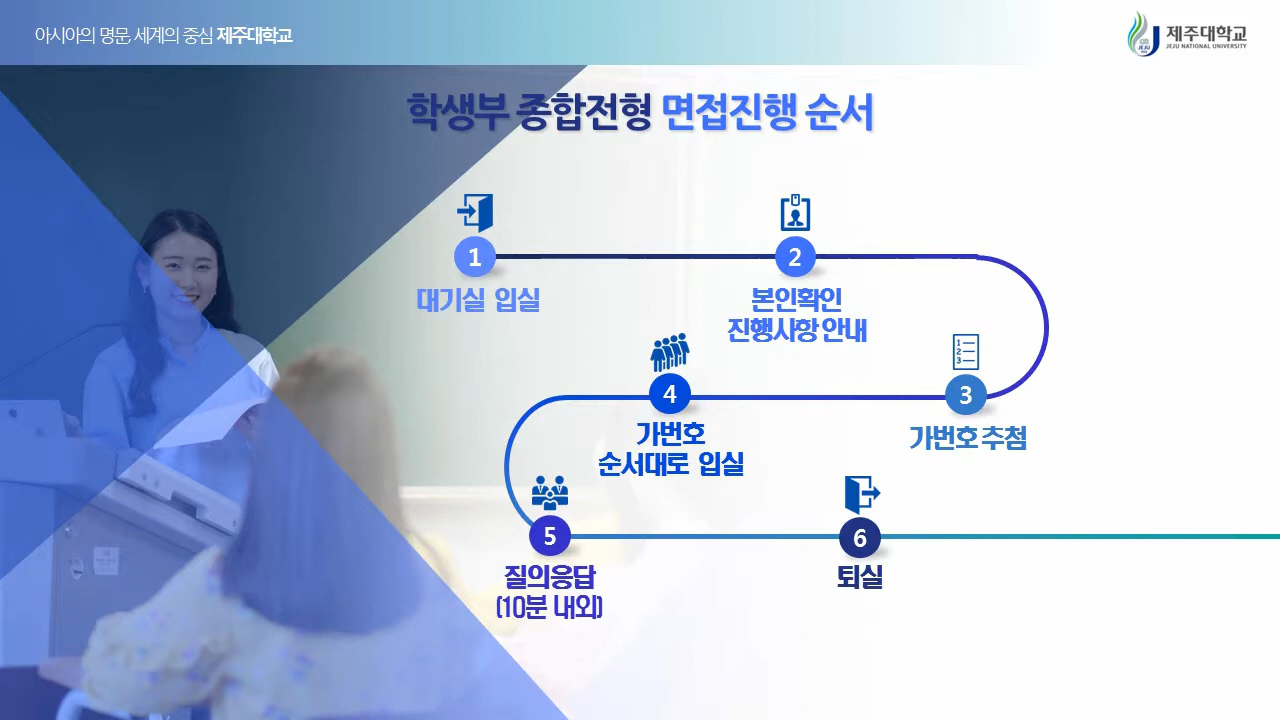 아시아의 명문, 세계의 중심 제주대학교
제주대학교
JEJU NATIONAL UNIVERSITY
JEJU
학생부 종합전형 면접진행 순서
1
대기실 입실
2
본인확인
진행사항 안내
1
2
3
3
가번호 추첨
4
가번호
순서대로 입실
5
질의응답
(10분 내외)
6
퇴실